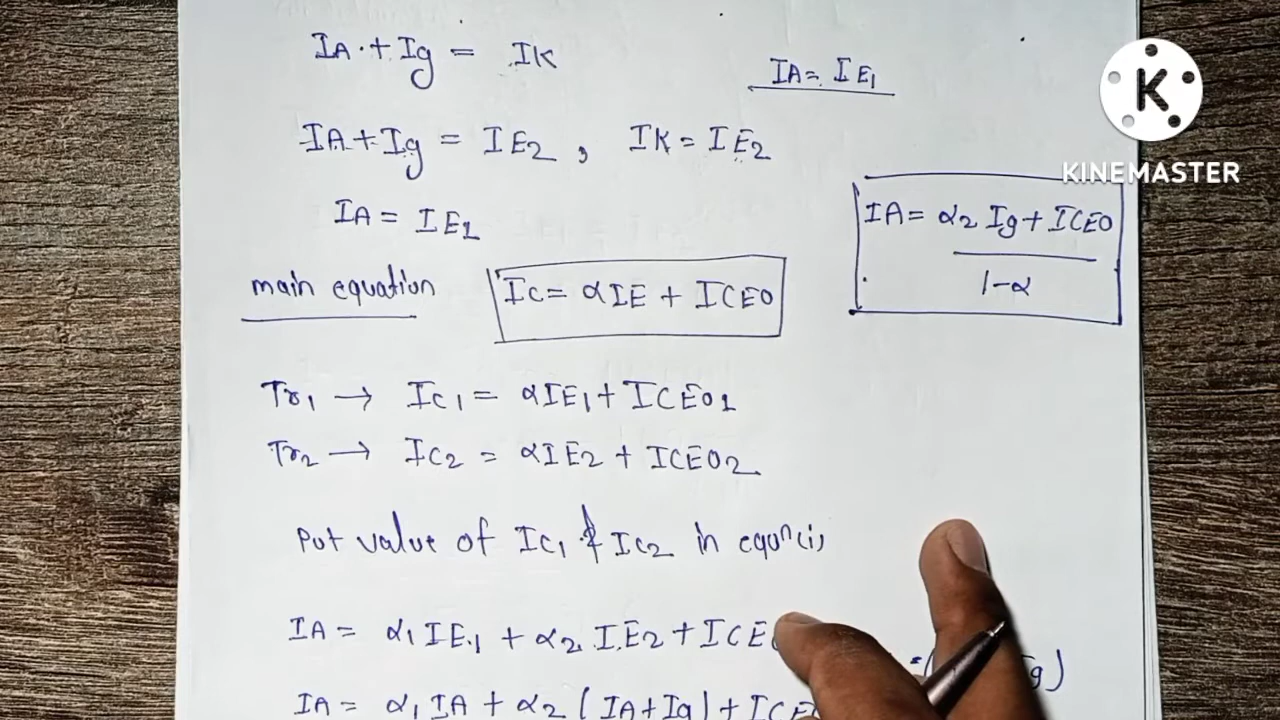 IA + Ig = IK
IA = IE1
K
KINEMASTER
IA + Ig = IE2 , IK = IE2
IA = IE1
IA = α2 Ig + ICEO
1-α
main equation
IC = αIE + ICEO
Tr1 → IC1 = αIE1 + ICEO1
Tr2 → IC2 = αIE2 + ICEO2
Put value of IC1 & IC2 in equn(i)
IA = α1 IE1 + α2 IE2 + ICE
Ig)
IA = α1 IA + α2 (IA+Ig) + ICE